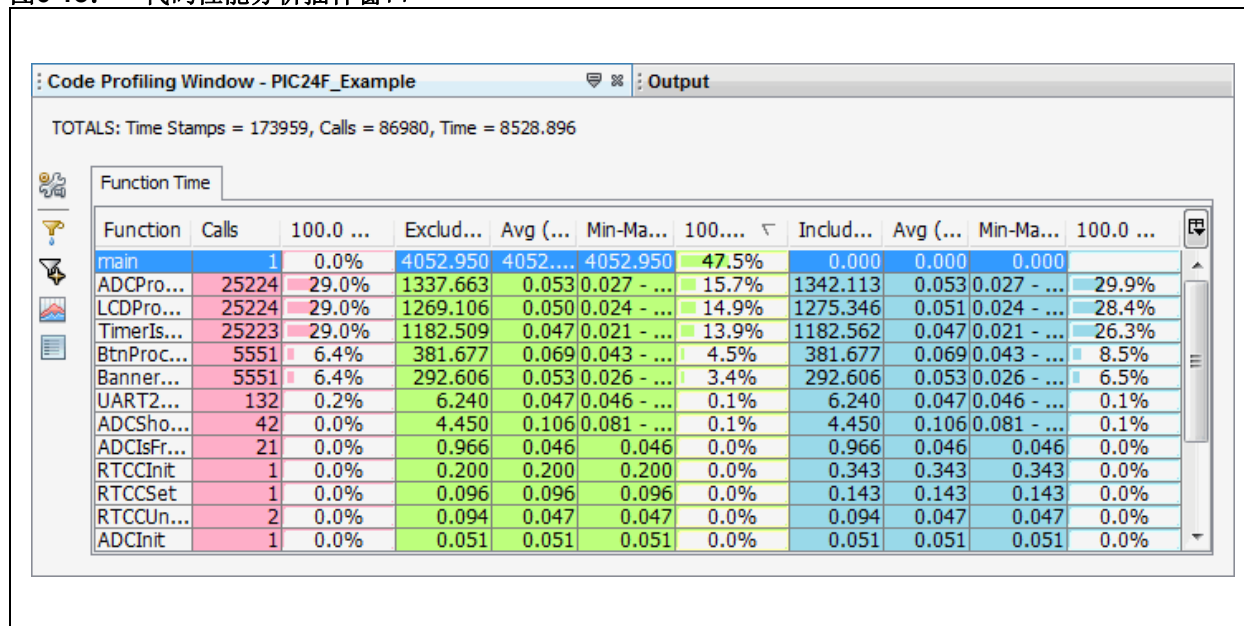 Code Profiling Window - PIC24F_Example Output
TOTALS: Time Stamps = 173959, Calls = 86980, Time = 8528.896
Function Time
Function Calls 100.0 ... Exclud... Avg (... Min-Ma... 100.... Includ... Avg (... Min-Ma... 100.0 ...
main 1 0.0% 4052.950 4052.... 4052.950 47.5% 0.000 0.000 0.000
ADCPro... 25224 29.0% 1337.663 0.053 0.027 - ... 15.7% 1342.113 0.053 0.027 - ... 29.9%
LCDPro... 25224 29.0% 1269.106 0.050 0.024 - ... 14.9% 1275.346 0.051 0.024 - ... 28.4%
TimerIs... 25223 29.0% 1182.509 0.047 0.021 - ... 13.9% 1182.562 0.047 0.021 - ... 26.3%
BtnProc... 5551 6.4% 381.677 0.069 0.043 - ... 4.5% 381.677 0.069 0.043 - ... 8.5%
Banner... 5551 6.4% 292.606 0.053 0.026 - ... 3.4% 292.606 0.053 0.026 - ... 6.5%
UART2... 132 0.2% 6.240 0.047 0.046 - ... 0.1% 6.240 0.047 0.046 - ... 0.1%
ADCSho... 42 0.0% 4.450 0.106 0.081 - ... 0.1% 4.450 0.106 0.081 - ... 0.1%
ADCIsFr... 21 0.0% 0.966 0.046 0.046 0.0% 0.966 0.046 0.046 0.0%
RTCCInit 1 0.0% 0.200 0.200 0.200 0.0% 0.343 0.343 0.343 0.0%
RTCCSet 1 0.0% 0.096 0.096 0.096 0.0% 0.143 0.143 0.143 0.0%
RTCCUn... 2 0.0% 0.094 0.047 0.047 0.0% 0.094 0.047 0.047 0.0%
ADCInit 1 0.0% 0.051 0.051 0.051 0.0% 0.051 0.051 0.051 0.0%